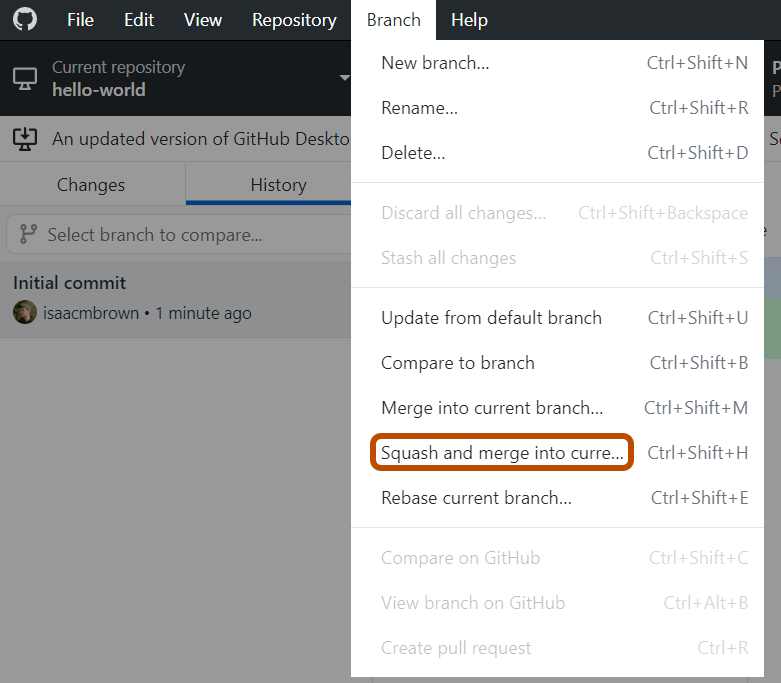 File Edit View Repository Branch Help
Current repository
hello-world
An updated version of GitHub Deskto
Changes History
Select branch to compare...
Initial commit
isaacmbrown • 1 minute ago
New branch... Ctrl+Shift+N
Rename... Ctrl+Shift+R
Delete... Ctrl+Shift+D
Discard all changes... Ctrl+Shift+Backspace
Stash all changes Ctrl+Shift+S
Update from default branch Ctrl+Shift+U
Compare to branch Ctrl+Shift+B
Merge into current branch... Ctrl+Shift+M
Squash and merge into curre... Ctrl+Shift+H
Rebase current branch... Ctrl+Shift+E
Compare on GitHub Ctrl+Shift+C
View branch on GitHub Ctrl+Alt+B
Create pull request Ctrl+R